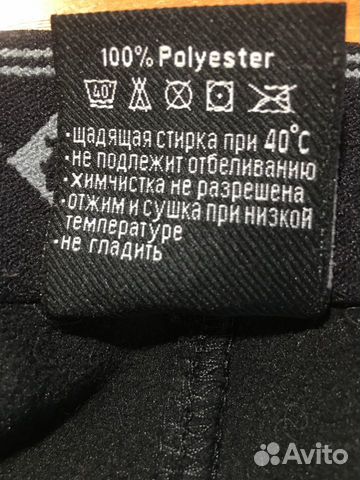 100% Polyester
40°
•щадящая стирка при 40°C
•не подлежит отбеливанию
•химчистка не разрешена
•отжим и сушка при низкой
температуре
•не гладить
Avito